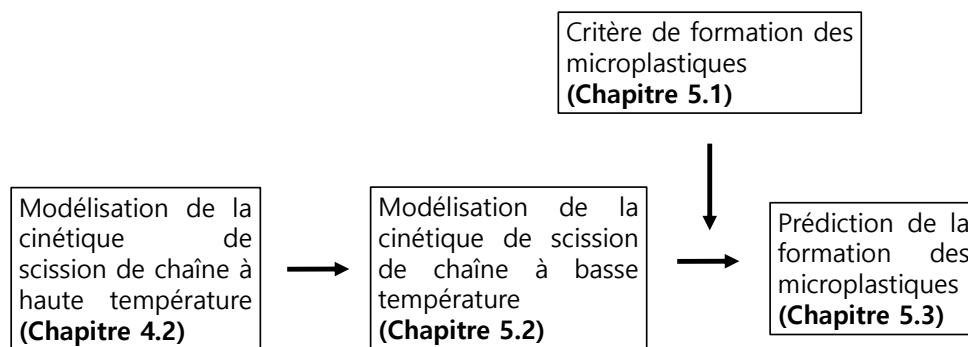 Critère de formation des
microplastiques
(Chapitre 5.1)
Modélisation de la
cinétique de
scission de chaîne à
haute température
(Chapitre 4.2)
Modélisation de la
cinétique de scission
de chaîne à basse
température
(Chapitre 5.2)
Prédiction de la
formation des
microplastiques
(Chapitre 5.3)